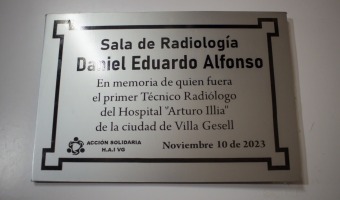 Sala de Radiología
Daniel Eduardo Alfonso
En memoria de quien fuera
el primer Técnico Radiólogo
del Hospital "Arturo Illia"
de la ciudad de Villa Gesell
ACCIÓN SOLIDARIA
H.A.I VG
Noviembre 10 de 2023